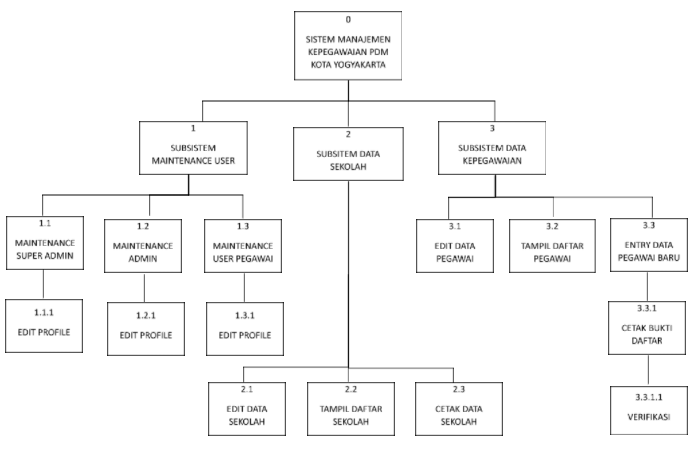 0
SISTEM MANAJEMEN
KEPEGAWAIAN PDM
KOTA YOGYAKARTA
1
SUBSISTEM
MAINTENANCE USER
2
SUBSITEM DATA
SEKOLAH
3
SUBSISTEM DATA
KEPEGAWAIAN
1.1
MAINTENANCE
SUPER ADMIN
1.2
MAINTENANCE
ADMIN
1.3
MAINTENANCE
USER PEGAWAI
3.1
EDIT DATA
PEGAWAI
3.2
TAMPIL DAFTAR
PEGAWAI
3.3
ENTRY DATA
PEGAWAI BARU
1.1.1
EDIT PROFILE
1.2.1
EDIT PROFILE
1.3.1
EDIT PROFILE
3.3.1
CETAK BUKTI
DAFTAR
2.1
EDIT DATA
SEKOLAH
2.2
TAMPIL DAFTAR
SEKOLAH
2.3
CETAK DATA
SEKOLAH
3.3.1.1
VERIFIKASI